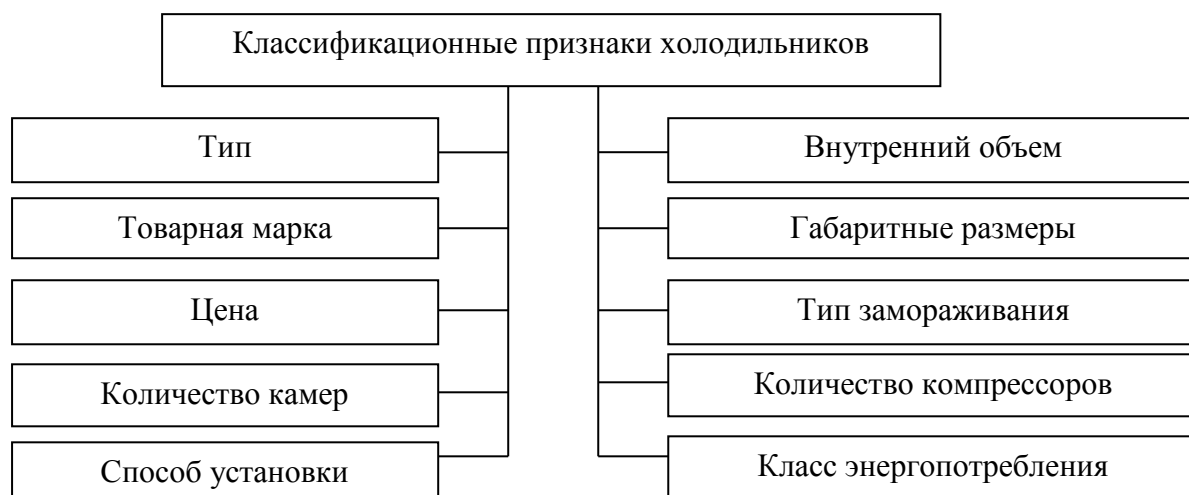 Классификационные признаки холодильников
Тип
Товарная марка
Цена
Количество камер
Способ установки
Внутренний объем
Габаритные размеры
Тип замораживания
Количество компрессоров
Класс энергопотребления